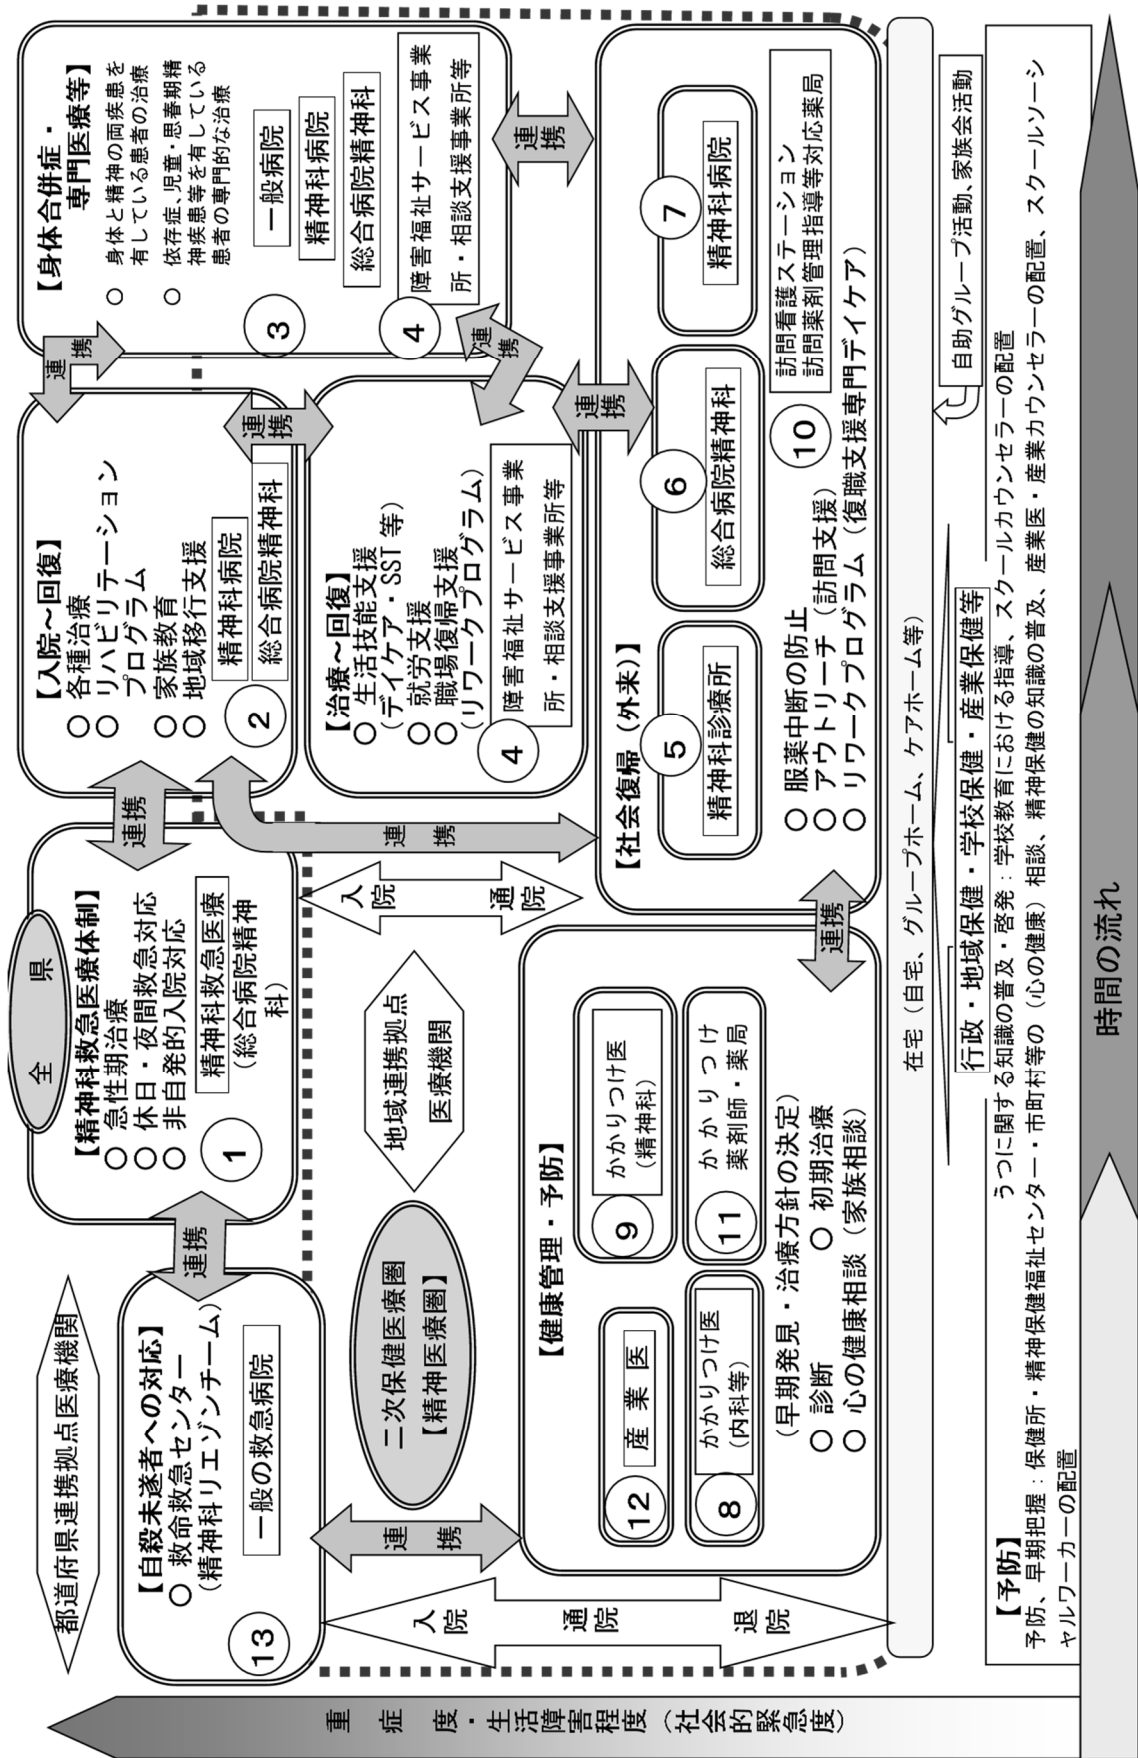 都道府県連携拠点医療機関
全　県
【自殺未遂者への対応】
○ 救命救急センター
（精神科リエゾンチーム）
一般の救急病院
13
連携
【精神科救急医療体制】
○ 急性期治療
○ 休日・夜間救急対応
○ 非自発的入院対応
精神科救急医療
（総合病院精神
科）
1
連携
【入院～回復】
○ 各種治療
○ リハビリテーション
プログラム
○ 家族教育
○ 地域移行支援
精神科病院
総合病院精神科
2
連携
【身体合併症・
専門医療等】
○ 身体と精神の両疾患を
有している患者の治療
○ 依存症、児童・思春期精
神疾患等を有している
患者の専門的な治療
一般病院
精神科病院
総合病院精神科
3
障害福祉サービス事業
所・相談支援事業所等
4
連携
【治療～回復】
○ 生活技能支援
（デイケア・SST 等）
○ 就労支援
○ 職場復帰支援
（リワークプログラム）
障害福祉サービス事業
所・相談支援事業所等
4
連携
連携
連携
連携
二次保健医療圏
【精神医療圏】
地域連携拠点
医療機関
入院
通院
連携
入院
通院
退院
【健康管理・予防】
12
産業医
9
かかりつけ医
（精神科）
8
かかりつけ医
（内科等）
11
かかりつけ
薬剤師・薬局
（早期発見・治療方針の決定）
○ 診断　○ 初期治療
○ 心の健康相談（家族相談）
連携
【社会復帰（外来）】
5
精神科診療所
6
総合病院精神科
7
精神科病院
○ 服薬中断の防止
○ アウトリーチ（訪問支援）
○ リワークプログラム（復職支援専門デイケア）
10
訪問看護ステーション
訪問薬剤管理指導等対応薬局
在宅（自宅、グループホーム、ケアホーム等）
自助グループ活動、家族会活動
行政・地域保健・学校保健・産業保健等
【予防】
うつに関する知識の普及・啓発：学校教育における指導、スクールカウンセラーの配置
予防、早期把握：保健所・精神保健福祉センター・市町村等の（心の健康）相談、精神保健の知識の普及、産業医・産業カウンセラーの配置、スクールソーシ
ャルワーカーの配置
重症度・生活障害程度（社会的緊急度）
時間の流れ